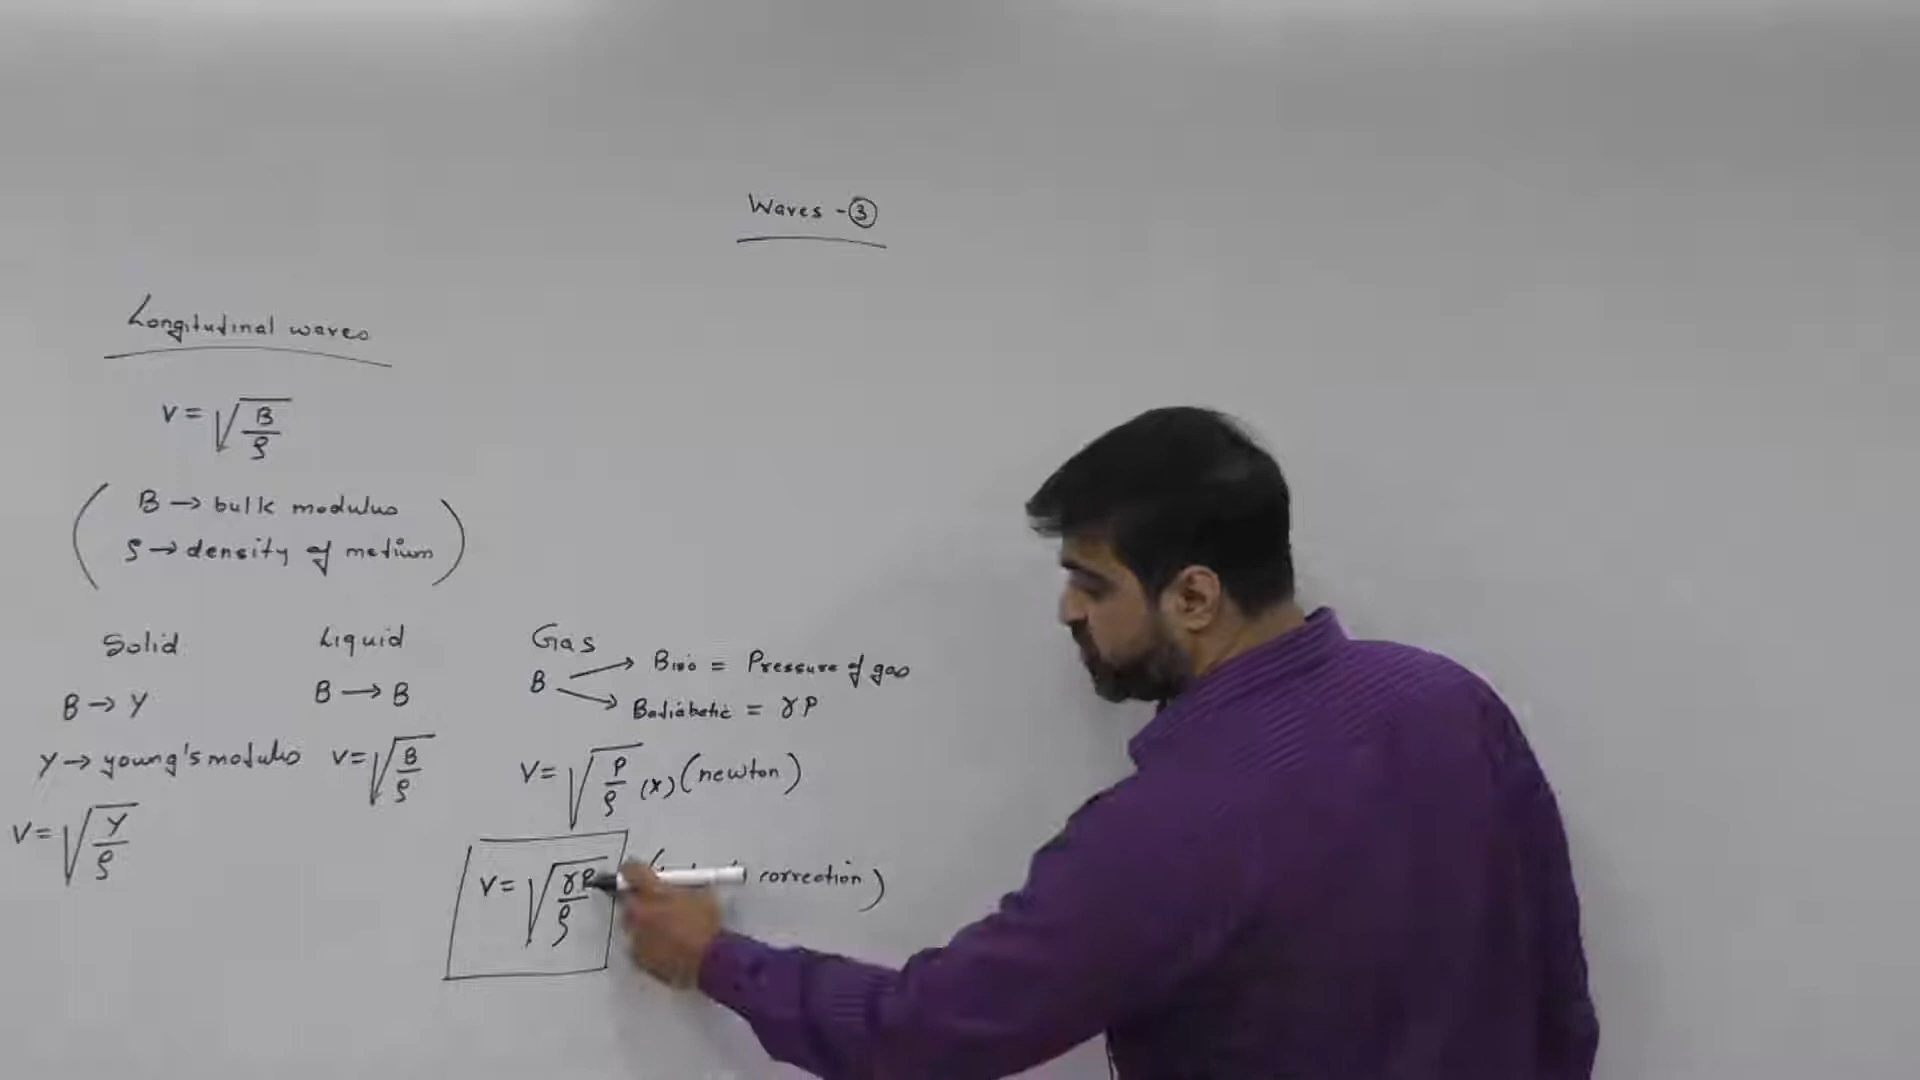 Waves - ③
Longitudinal waves
V = √(B/ρ)
B → bulk modulus
ρ → density of medium
Solid
B → Y
Y → young's modulus
V = √(Y/ρ)
Liquid
B → B
V = √(B/ρ)
Gas
B → Biso = Pressure of gas
→ Badiabatic = γP
V = √(P/ρ) (x) (newton)
V = √(γP/ρ) ( correction)